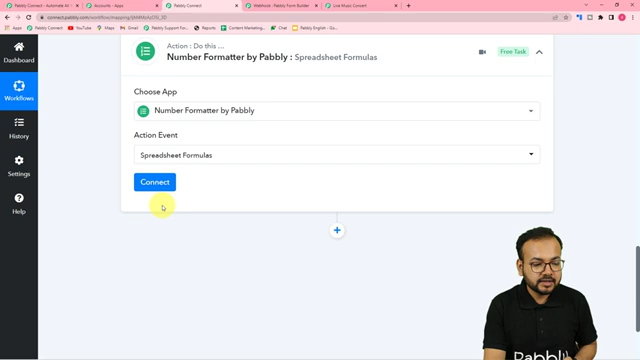 Pabbly Connect - Automate All
Accounts / Apps
Pabbly Connect
Webhook - Pabbly Form Builder
Live Music Concert
connect.pabbly.com/workflow/mapping/
Apps
Pabbly Connect
Maps
Pabbly Support For...
Reports
Content Marketing...
Chat
Pabbly English - Go...
Dashboard
Workflows
History
Settings
Help
Action : Do this ...
Number Formatter by Pabbly : Spreadsheet Formulas
Free Task
Choose App
Number Formatter by Pabbly
Action Event
Spreadsheet Formulas
Connect
Pabbly